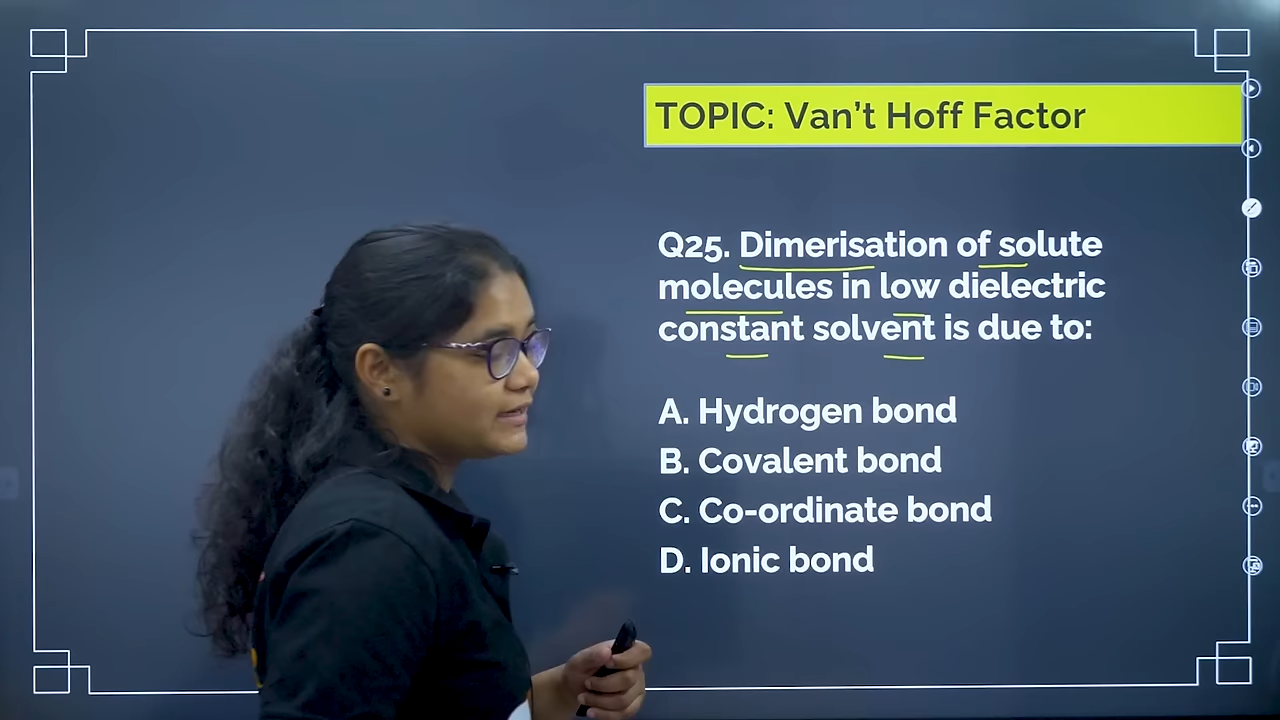 TOPIC: Van't Hoff Factor
Q25. Dimerisation of solute
molecules in low dielectric
constant solvent is due to:
A. Hydrogen bond
B. Covalent bond
C. Co-ordinate bond
D. Ionic bond